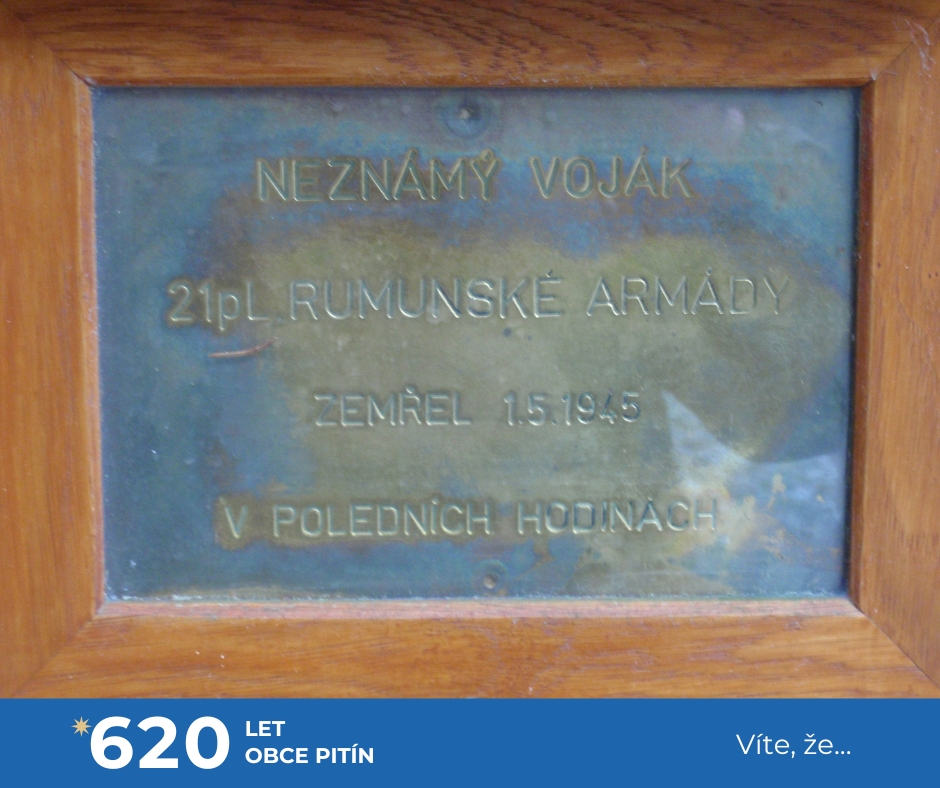 NEZNÁMÝ VOJÁK
21pL RUMUNSKÉ ARMÁDY
ZEMŘEL 1.5.1945
V POLEDNÍCH HODINÁCH
620 LET
OBCE PITÍN
Víte, že...